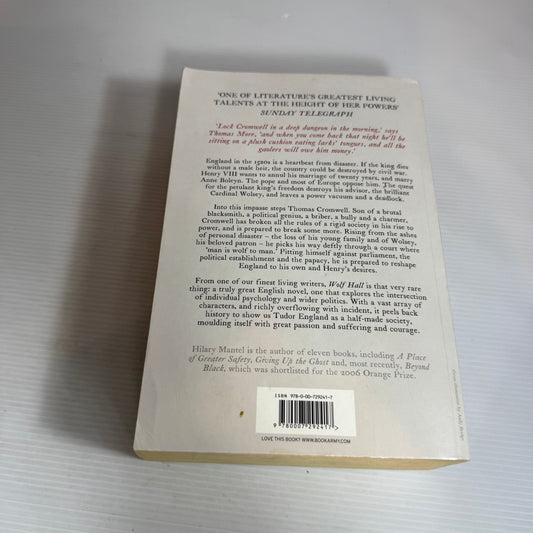 'ONE OF LITERATURE'S GREATEST LIVING
TALENTS AT THE HEIGHT OF HER POWERS'
SUNDAY TELEGRAPH
'Lock Cromwell in a deep dungeon in the morning,' says
Thomas More, 'and when you come back that night he'll be
sitting on a plush cushion eating larks' tongues, and all the
gaolers will owe him money.'
England in the 1520s is a heartbeat from disaster. If the king dies
without a male heir, the country could be destroyed by civil war.
Henry VIII wants to annul his marriage of twenty years, and marry
Anne Boleyn. The pope and most of Europe oppose him. The quest
for the petulant king's freedom destroys his advisor, the brilliant
Cardinal Wolsey, and leaves a power vacuum and a deadlock.
Into this impasse steps Thomas Cromwell. Son of a brutal
blacksmith, a political genius, a briber, a bully and a charmer,
Cromwell has broken all the rules of a rigid society in his rise to
power, and is prepared to break some more. Rising from the ashes
of personal disaster – the loss of his young family and of Wolsey,
his beloved patron – he picks his way deftly through a court where
'man is wolf to man.' Pitting himself against parliament, the
political establishment and the papacy, he is prepared to reshape
England to his own and Henry's desires.
From one of our finest living writers, Wolf Hall is that very rare
thing: a truly great English novel, one that explores the intersection
of individual psychology and wider politics. With a vast array of
characters, and richly overflowing with incident, it peels back
history to show us Tudor England as a half-made society,
moulding itself with great passion and suffering and courage.
Hilary Mantel is the author of eleven books, including A Place
of Greater Safety, Giving Up the Ghost and, most recently, Beyond
Black, which was shortlisted for the 2006 Orange Prize.
ISBN 978-0-00-729241-7
9 780007 292417 >
LOVE THIS BOOK? WWW.BOOKARMY.COM